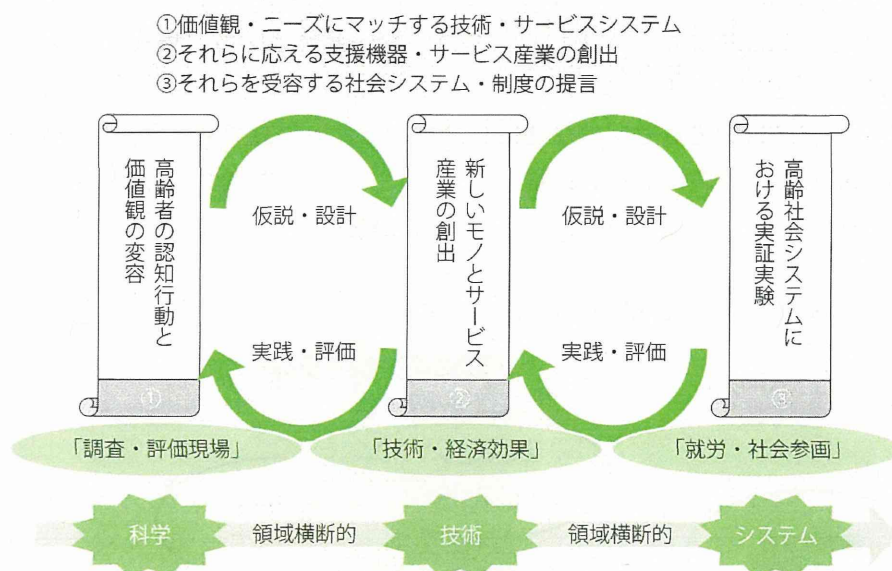 ①価値観・ニーズにマッチする技術・サービスシステム
②それらに応える支援機器・サービス産業の創出
③それらを受容する社会システム・制度の提言
高齢者の認知行動と
価値観の変容
①
仮説・設計
実践・評価
新しいモノとサービス
産業の創出
②
仮説・設計
実践・評価
高齢社会システムに
おける実証実験
③
「調査・評価現場」
「技術・経済効果」
「就労・社会参画」
科学
領域横断的
技術
領域横断的
システム